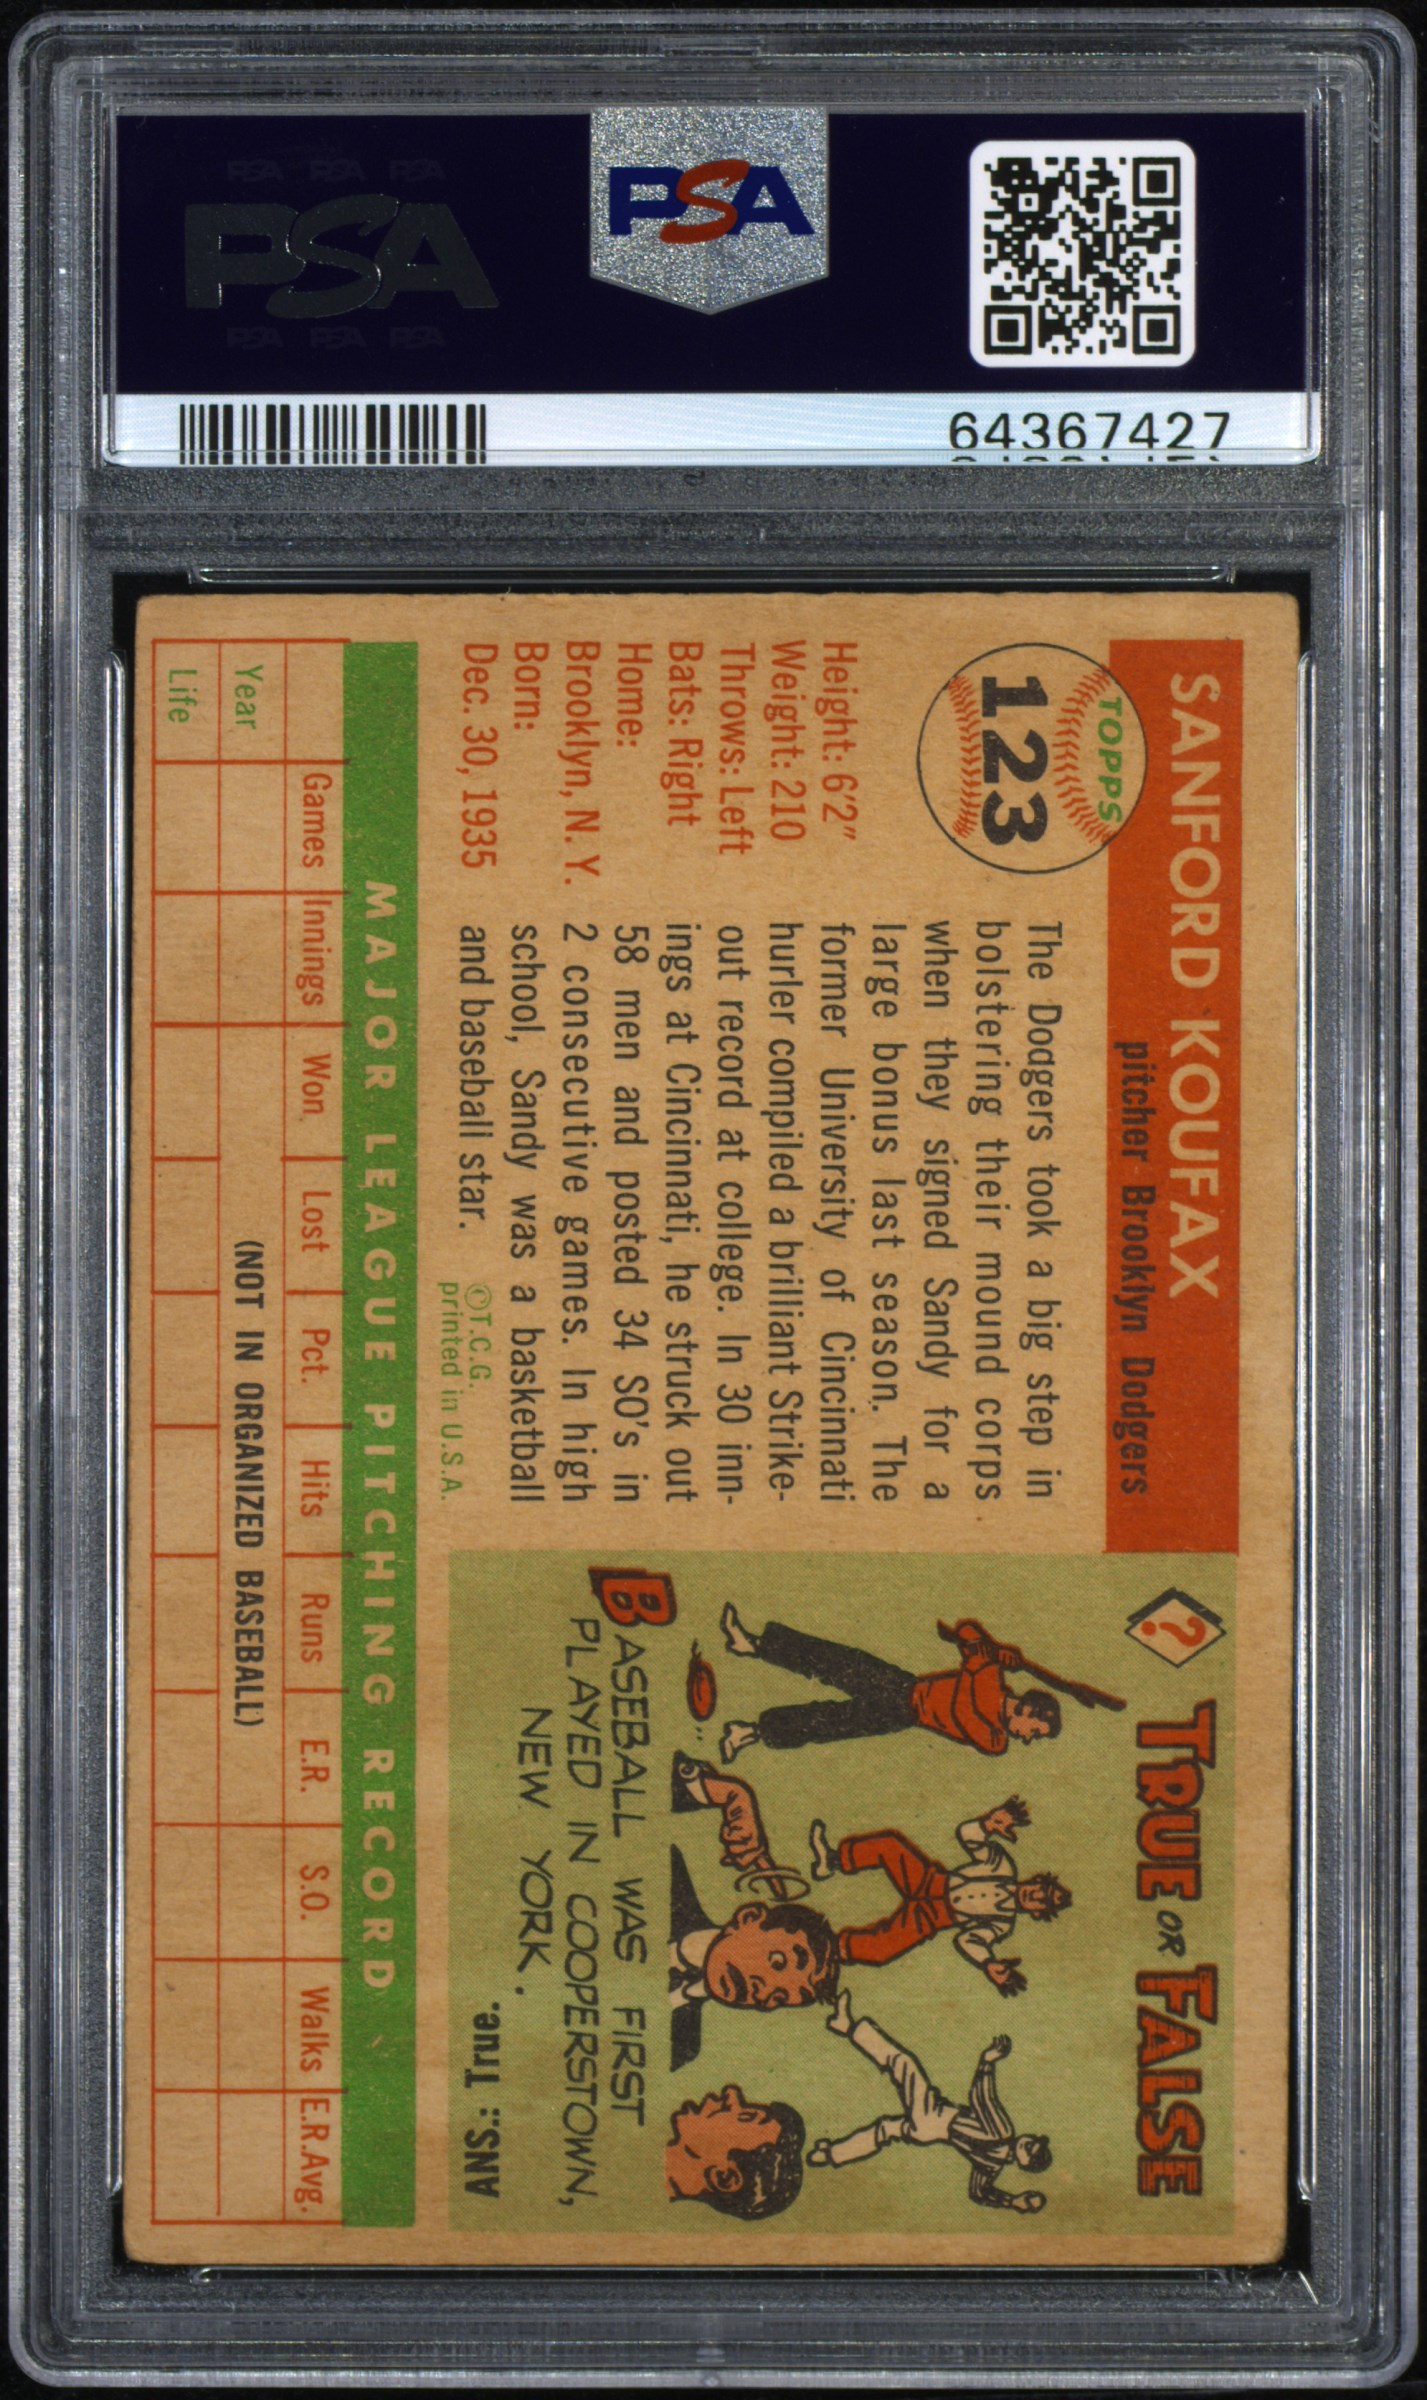 PSA PSA PSA
PSA
PSA PSA PSA
PSA
64367427
SANFORD KOUFAX
pitcher Brooklyn Dodgers
TOPPS
123
Height: 6'2"
Weight: 210
Throws: Left
Bats: Right
Home:
Brooklyn, N. Y.
Born:
Dec. 30, 1935
The Dodgers took a big step in
bolstering their mound corps
when they signed Sandy for a
large bonus last season. The
former University of Cincinnati
hurler compiled a brilliant Strike-
out record at college. In 30 inn-
ings at Cincinnati, he struck out
58 men and posted 34 SO's in
2 consecutive games. In high
school, Sandy was a basketball
and baseball star.
©T.C.G.
printed in U.S.A.
? TRUE OR FALSE
BASEBALL WAS FIRST
PLAYED IN COOPERSTOWN,
NEW YORK.
ANS.: True.
MAJOR LEAGUE PITCHING RECORD
Games Innings Won Lost Pct. Hits Runs E.R. S.O. Walks E.R.Avg.
Year (NOT IN ORGANIZED BASEBALL)
Life